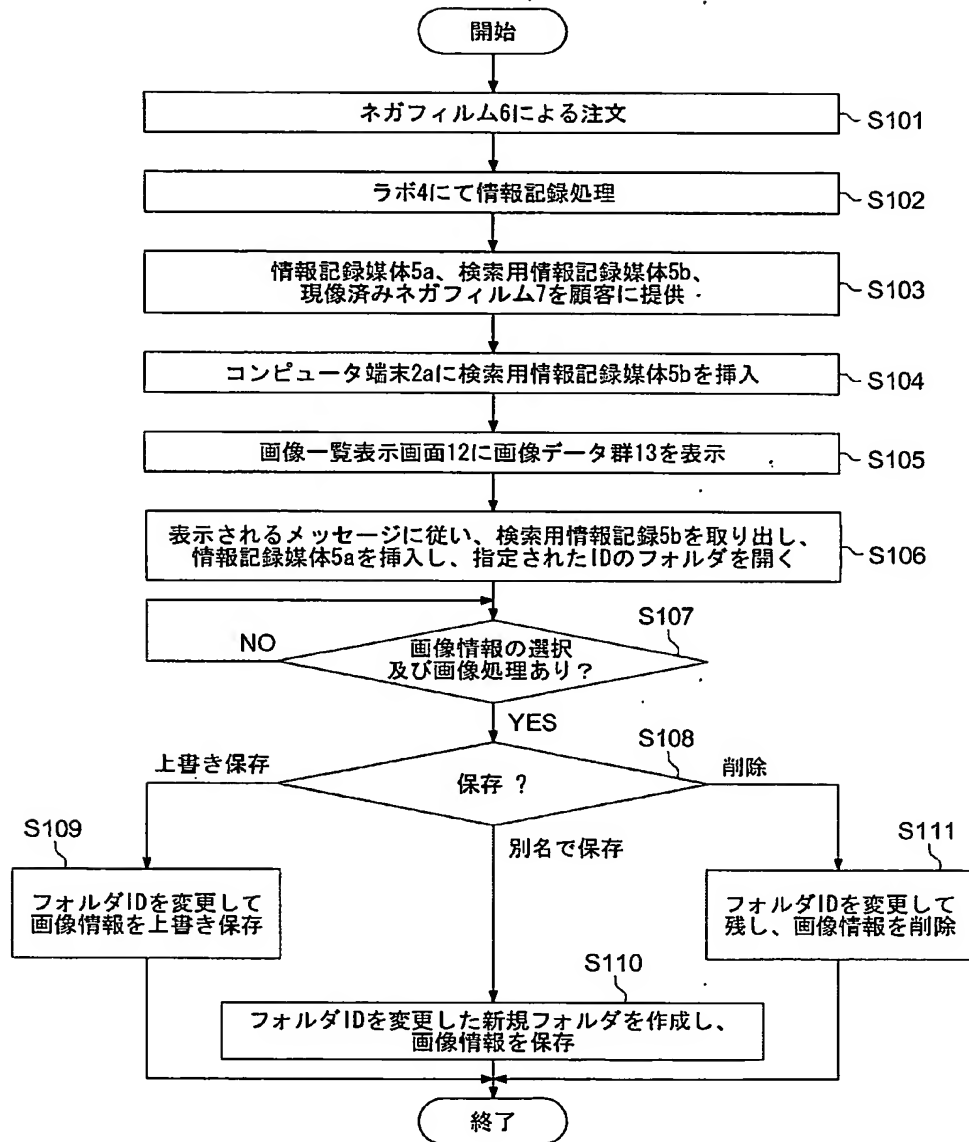 開始
ネガフィルム6による注文
S101
ラボ4にて情報記録処理
S102
情報記録媒体5a、検索用情報記録媒体5b、
現像済みネガフィルム7を顧客に提供
S103
コンピュータ端末2aに検索用情報記録媒体5bを挿入
S104
画像一覧表示画面12に画像データ群13を表示
S105
表示されるメッセージに従い、検索用情報記録5bを取り出し、
情報記録媒体5aを挿入し、指定されたIDのフォルダを開く
S106
S107
NO
画像情報の選択
及び画像処理あり？
YES
S108
上書き保存
保存 ？
削除
S109
別名で保存
S111
フォルダIDを変更して
画像情報を上書き保存
フォルダIDを変更して
残し、画像情報を削除
S110
フォルダIDを変更した新規フォルダを作成し、
画像情報を保存
終了